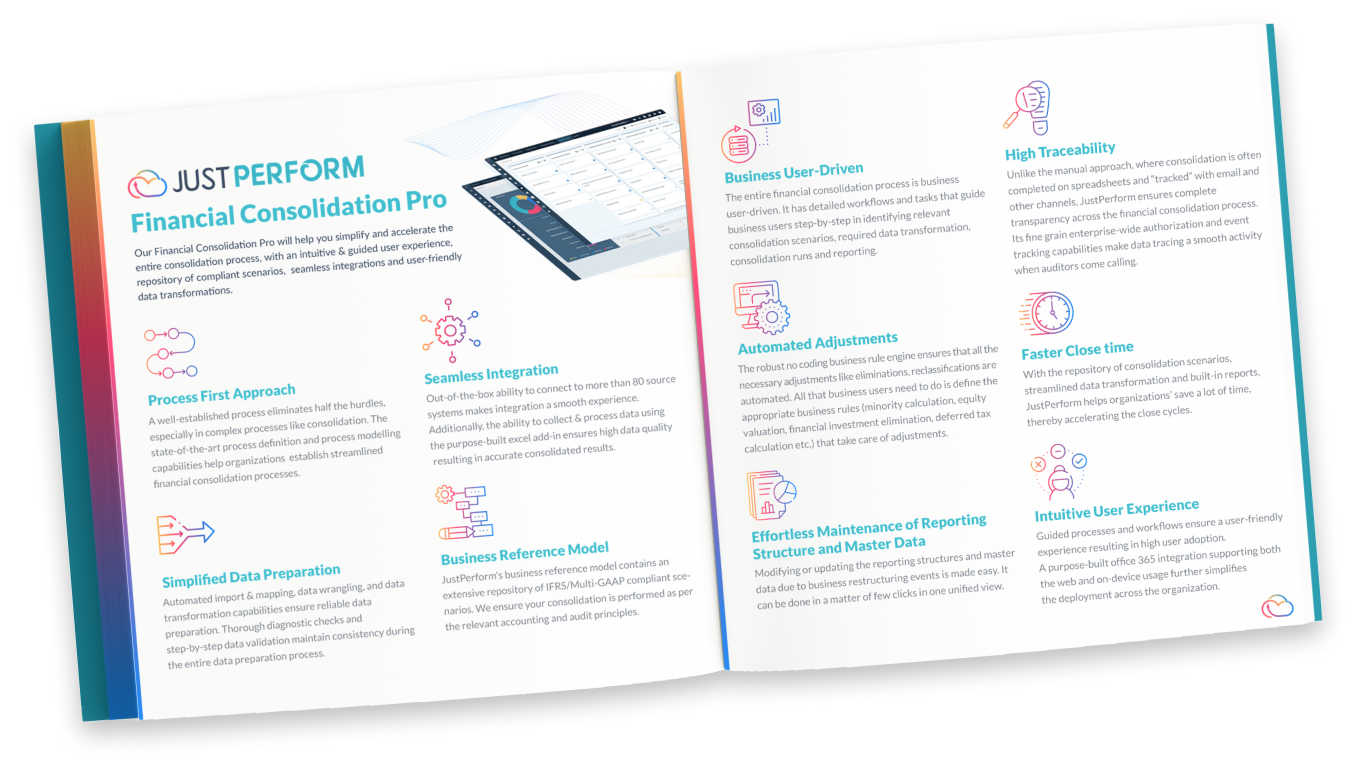 JUSTPERFORM
Financial Consolidation Pro
Our Financial Consolidation Pro will help you simplify and accelerate the
entire consolidation process, with an intuitive & guided user experience,
repository of compliant scenarios, seamless integrations and user-friendly
data transformations.
Process First Approach
A well-established process eliminates half the hurdles,
especially in complex processes like consolidation. The
state-of-the-art process definition and process modelling
capabilities help organizations establish streamlined
financial consolidation processes.
Simplified Data Preparation
Automated import & mapping, data wrangling, and data
transformation capabilities ensure reliable data
preparation. Thorough diagnostic checks and
step-by-step data validation maintain consistency during
the entire data preparation process.
Seamless Integration
Out-of-the-box ability to connect to more than 80 source
systems makes integration a smooth experience.
Additionally, the ability to collect & process data using
the purpose-built excel add-in ensures high data quality
resulting in accurate consolidated results.
Business Reference Model
JustPerform's business reference model contains an
extensive repository of IFRS/Multi-GAAP compliant sce-
narios. We ensure your consolidation is performed as per
the relevant accounting and audit principles.
Business User-Driven
The entire financial consolidation process is business
user-driven. It has detailed workflows and tasks that guide
business users step-by-step in identifying relevant
consolidation scenarios, required data transformation,
consolidation runs and reporting.
Automated Adjustments
The robust no coding business rule engine ensures that all the
necessary adjustments like eliminations, reclassifications are
automated. All that business users need to do is define the
appropriate business rules (minority calculation, equity
valuation, financial investment elimination, deferred tax
calculation etc.) that take care of adjustments.
Effortless Maintenance of Reporting
Structure and Master Data
Modifying or updating the reporting structures and master
data due to business restructuring events is made easy. It
can be done in a matter of few clicks in one unified view.
High Traceability
Unlike the manual approach, where consolidation is often
completed on spreadsheets and "tracked" with email and
other channels, JustPerform ensures complete
transparency across the financial consolidation process.
Its fine grain enterprise-wide authorization and event
tracking capabilities make data tracing a smooth activity
when auditors come calling.
Faster Close time
With the repository of consolidation scenarios,
streamlined data transformation and built-in reports,
JustPerform helps organizations' save a lot of time,
thereby accelerating the close cycles.
Intuitive User Experience
Guided processes and workflows ensure a user-friendly
experience resulting in high user adoption.
A purpose-built office 365 integration supporting both
the web and on-device usage further simplifies
the deployment across the organization.